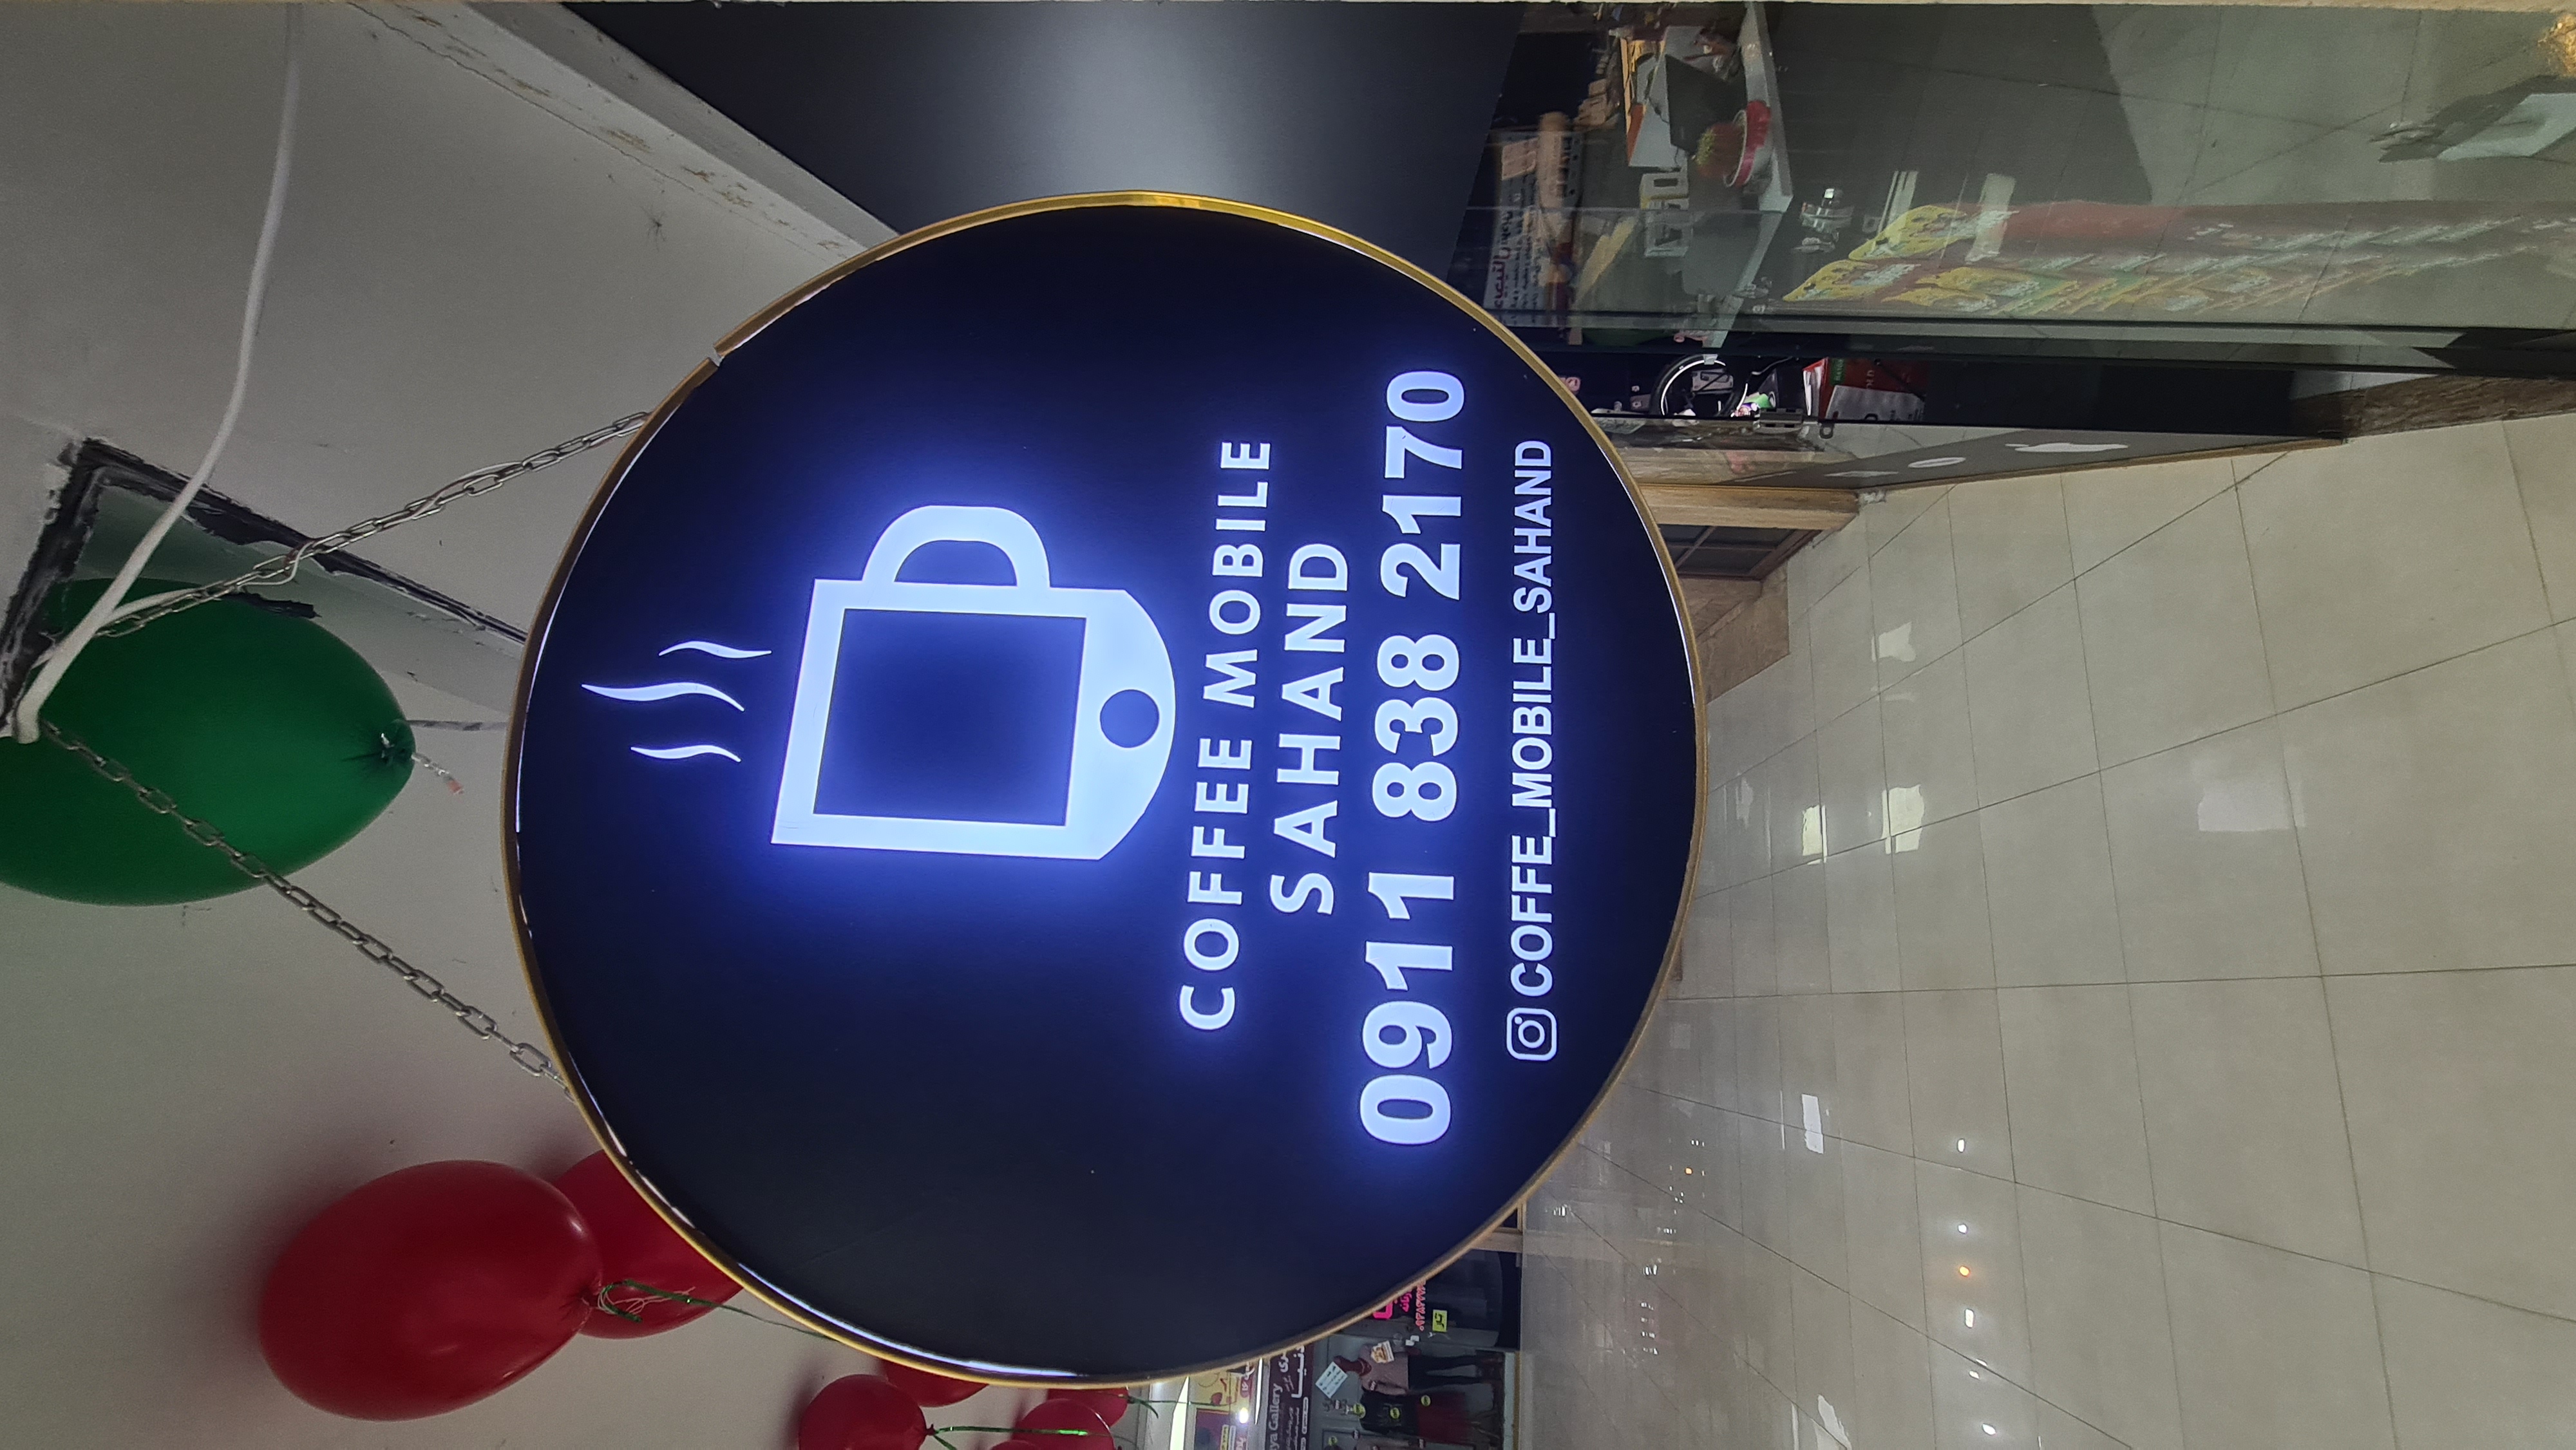 COFFEE MOBILE
SAHAND
0911 838 2170
COFFE_MOBILE_SAHAND